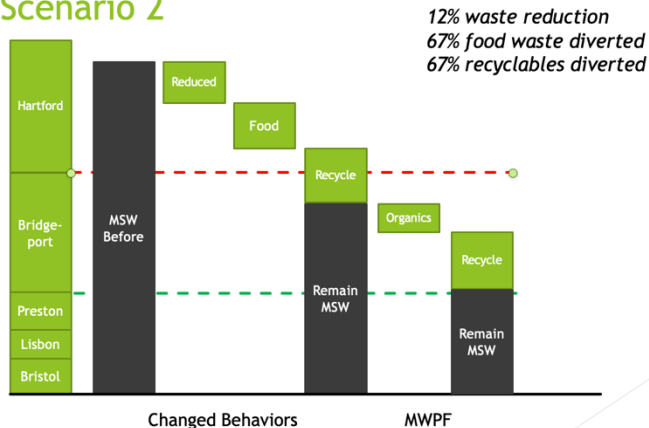 Scenario 2
12% waste reduction
67% food waste diverted
67% recyclables diverted
Hartford
Bridge-
port
Preston
Lisbon
Bristol
MSW
Before
Reduced
Food
Recycle
Remain
MSW
Organics
Recycle
Remain
MSW
Changed Behaviors
MWPF